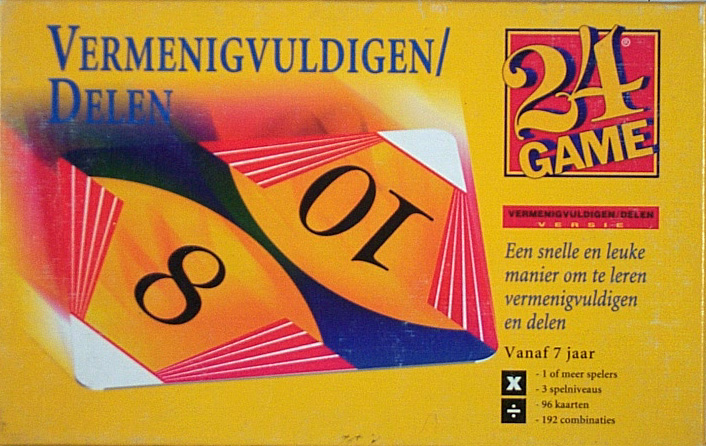 VERMENIGVULDIGEN/
DELEN
24®
GAME
10
8
VERMENIGVULDIGEN/DELEN
VERSIE
Een snelle en leuke
manier om te leren
vermenigvuldigen
en delen
Vanaf 7 jaar
x
÷
- 1 of meer spelers
- 3 spelniveaus
- 96 kaarten
- 192 combinaties